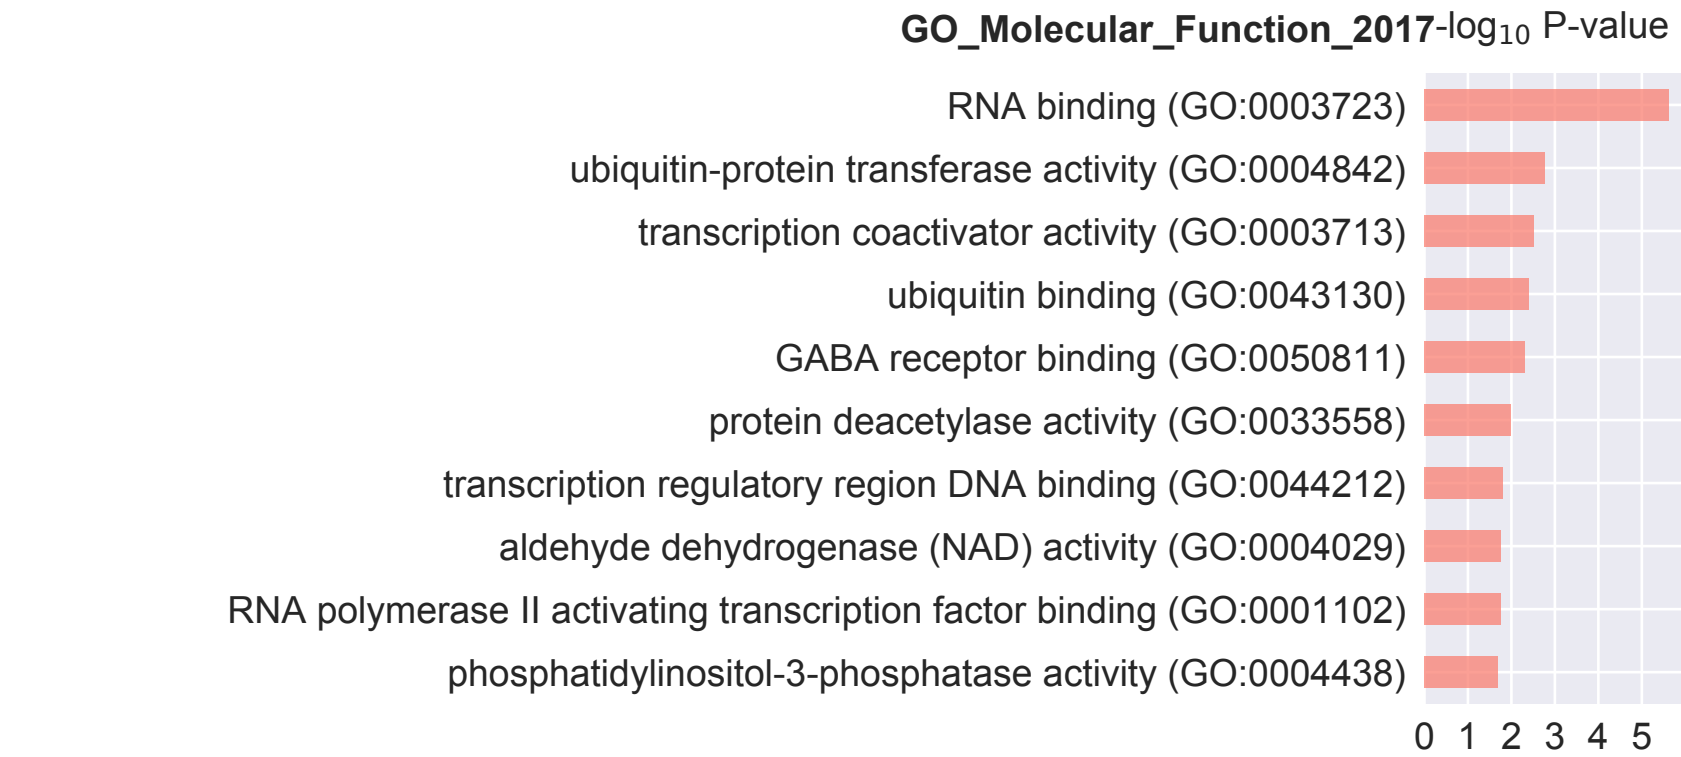 GO_Molecular_Function_2017-log₁₀ P-value
RNA binding (GO:0003723)
ubiquitin-protein transferase activity (GO:0004842)
transcription coactivator activity (GO:0003713)
ubiquitin binding (GO:0043130)
GABA receptor binding (GO:0050811)
protein deacetylase activity (GO:0033558)
transcription regulatory region DNA binding (GO:0044212)
aldehyde dehydrogenase (NAD) activity (GO:0004029)
RNA polymerase II activating transcription factor binding (GO:0001102)
phosphatidylinositol-3-phosphatase activity (GO:0004438)
0 1 2 3 4 5